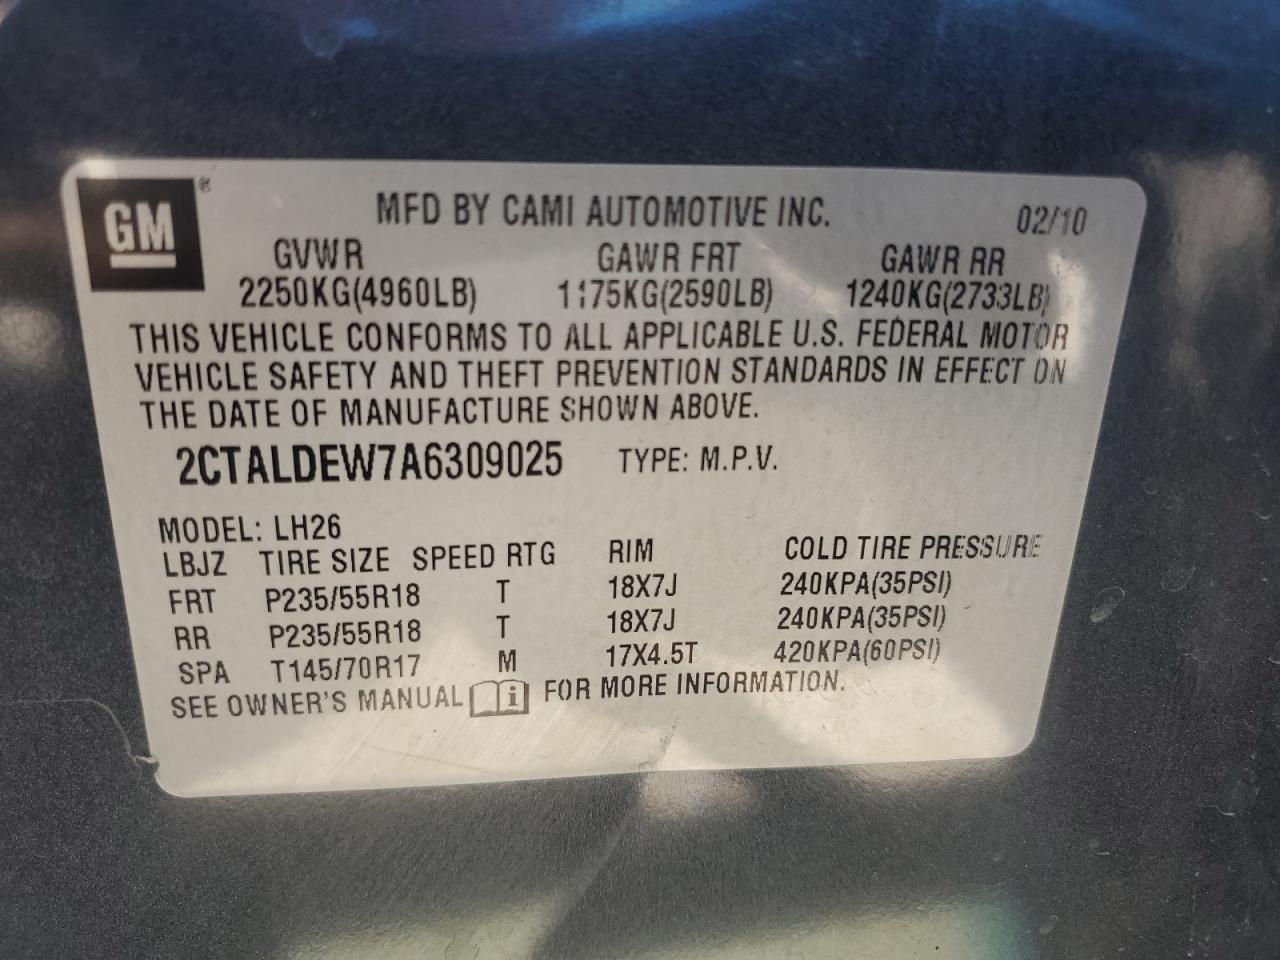 GM ®
MFD BY CAMI AUTOMOTIVE INC. 02/10
GVWR GAWR FRT GAWR RR
2250KG(4960LB) 1175KG(2590LB) 1240KG(2733LB)
THIS VEHICLE CONFORMS TO ALL APPLICABLE U.S. FEDERAL MOTOR
VEHICLE SAFETY AND THEFT PREVENTION STANDARDS IN EFFECT ON
THE DATE OF MANUFACTURE SHOWN ABOVE.
2CTALDEW7A6309025 TYPE: M.P.V.
MODEL: LH26
LBJZ TIRE SIZE SPEED RTG RIM COLD TIRE PRESSURE
FRT P235/55R18 T 18X7J 240KPA(35PSI)
RR P235/55R18 T 18X7J 240KPA(35PSI)
SPA T145/70R17 M 17X4.5T 420KPA(60PSI)
SEE OWNER'S MANUAL i FOR MORE INFORMATION.